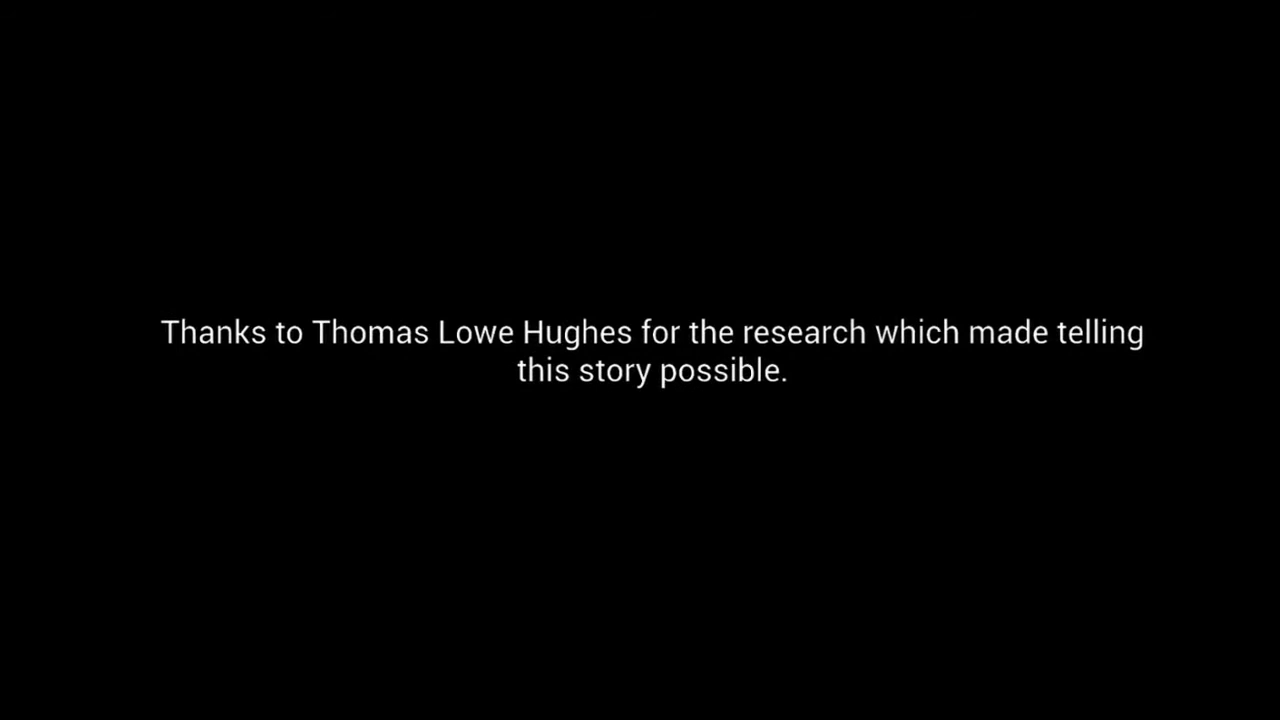 Thanks to Thomas Lowe Hughes for the research which made telling
this story possible.